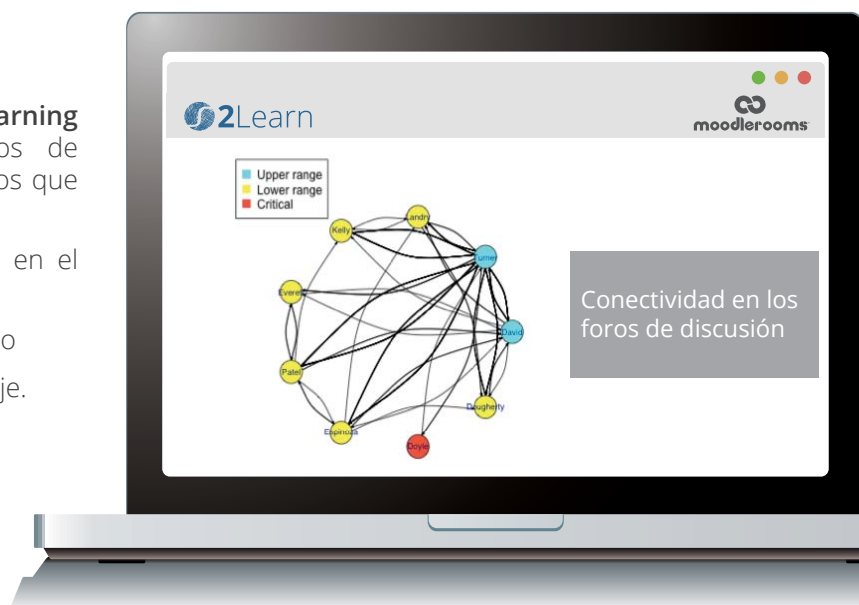 arning
os de
os que
en el
o
je.
2Learn
moodlerooms
Upper range
Lower range
Critical
Landry
Kelly
Turner
Everet
David
Patel
Dougherty
Espinoza
Doyle
Conectividad en los
foros de discusión